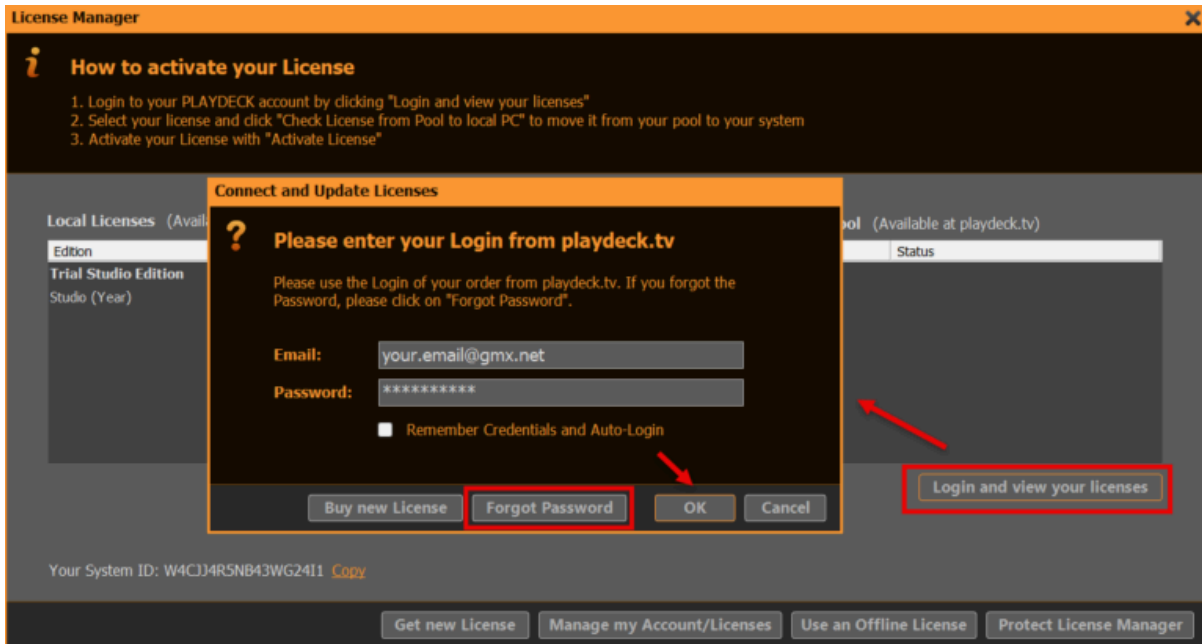 License Manager
How to activate your License
1. Login to your PLAYDECK account by clicking "Login and view your licenses"
2. Select your license and click "Check License from Pool to local PC" to move it from your pool to your system
3. Activate your License with "Activate License"
Connect and Update Licenses
Local Licenses
(Available at playdeck.tv)
Edition
Status
Trial Studio Edition
Studio (Year)
Please enter your Login from playdeck.tv
Please use the Login of your order from playdeck.tv. If you forgot the
Password, please click on "Forgot Password".
Email: your.email@gmx.net
Password: **********
Remember Credentials and Auto-Login
Buy new License Forgot Password OK Cancel
Login and view your licenses
Your System ID: W4CJJ4R5NB43WG24I1 Copy
Get new License Manage my Account/Licenses Use an Offline License Protect License Manager